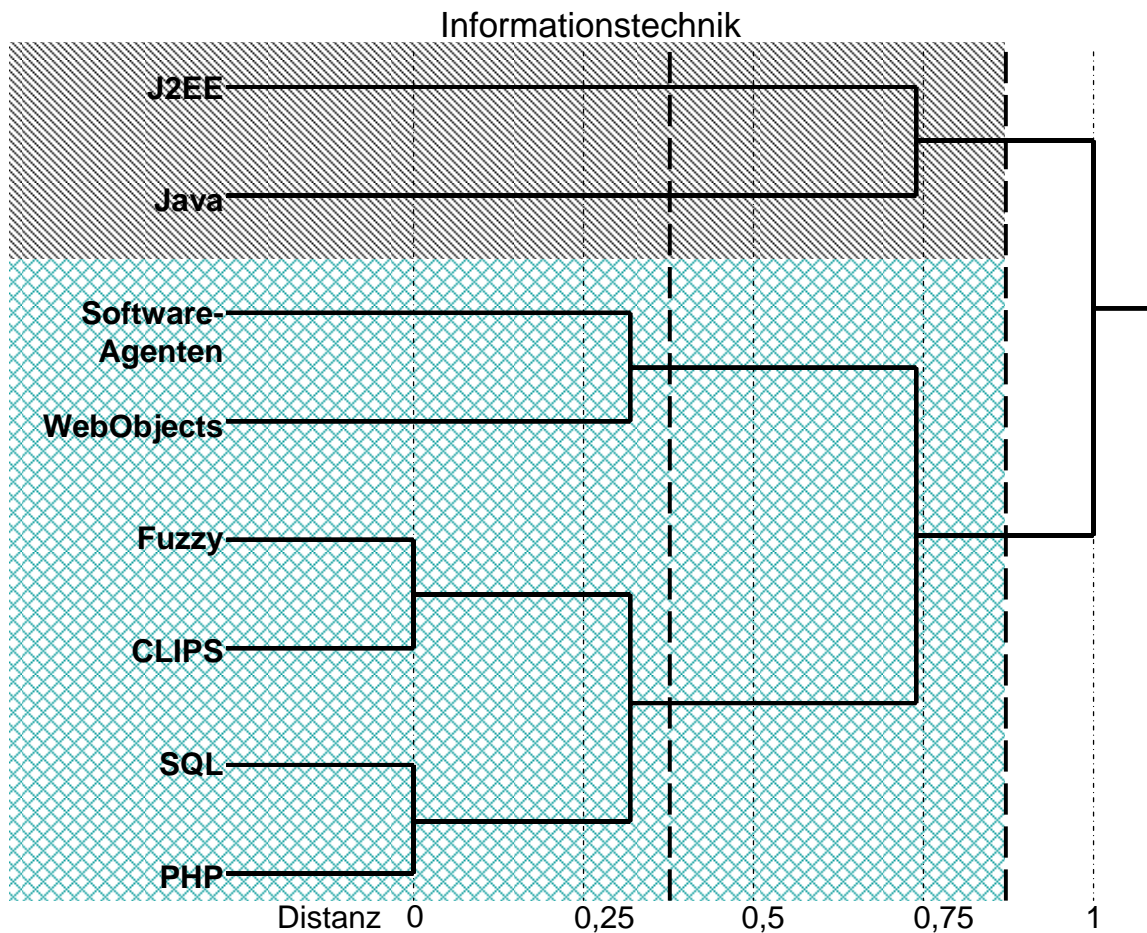 Informationstechnik
J2EE
Java
Software-
Agenten
WebObjects
Fuzzy
CLIPS
SQL
PHP
Distanz 0 0,25 0,5 0,75 1